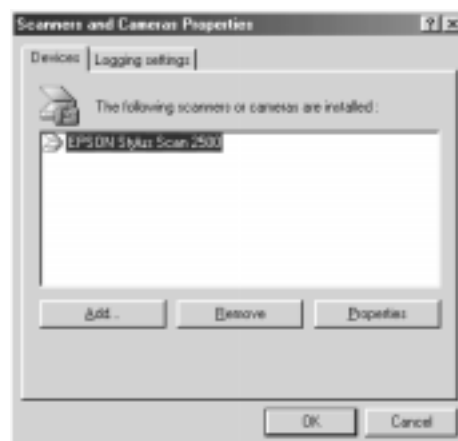 Scanners and Cameras Properties
Devices
Logging settings
The following scanners or cameras are installed :
EPSON Stylus Scan 2500
Add...
Remove
Properties
OK
Cancel